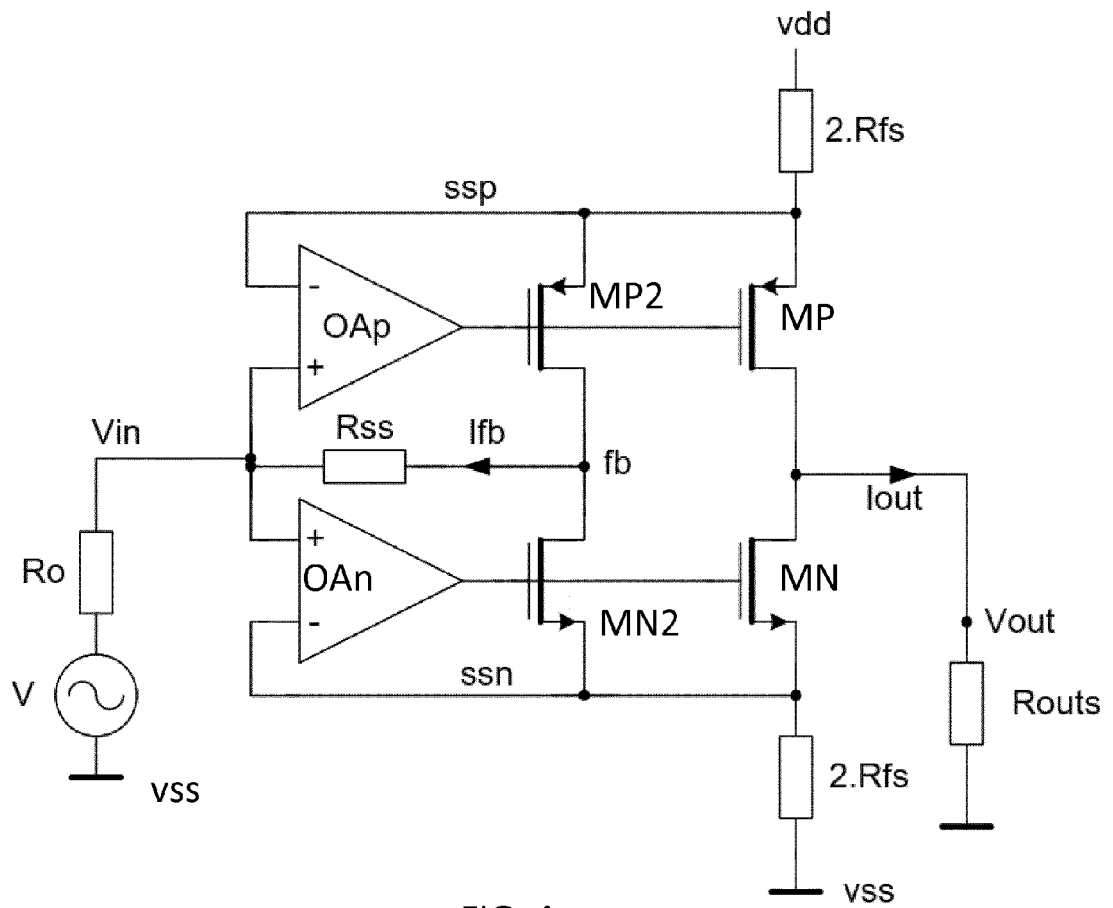 vdd
2.Rfs
ssp
-
OAp
+
MP2
MP
Vin
Rss
Ifb
fb
Iout
Ro
+
OAn
-
MN2
MN
Vout
V
ssn
Routs
vss
2.Rfs
vss